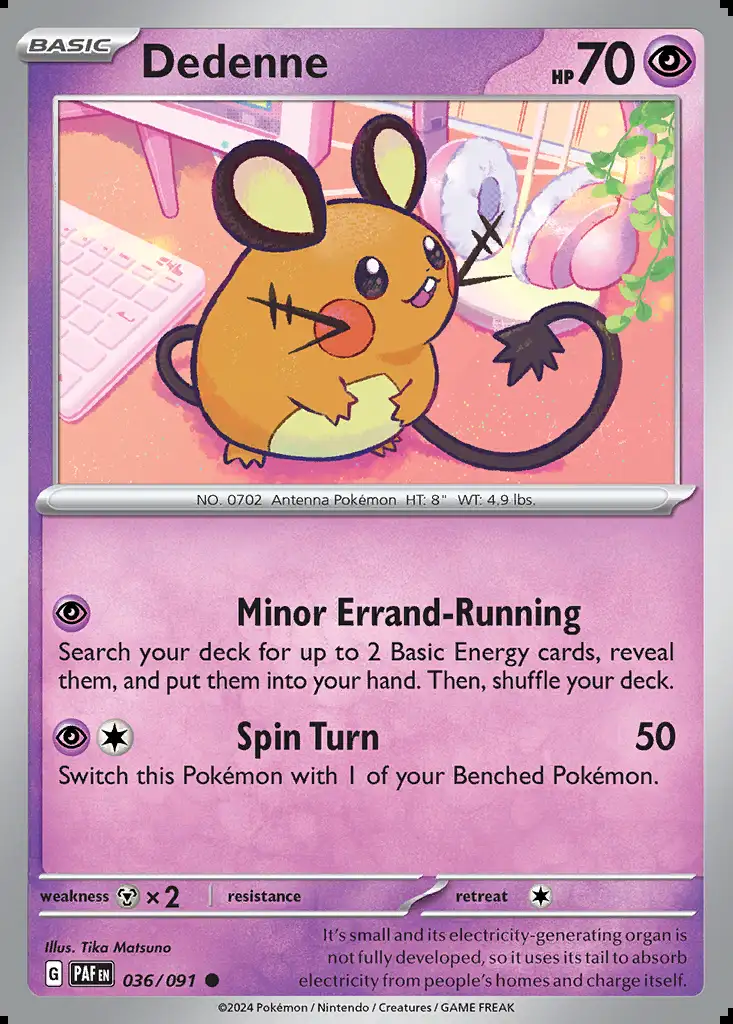 BASIC
Dedenne
HP 70
NO. 0702 Antenna Pokémon HT: 8" WT: 4.9 lbs.
Minor Errand-Running
Search your deck for up to 2 Basic Energy cards, reveal
them, and put them into your hand. Then, shuffle your deck.
Spin Turn 50
Switch this Pokémon with 1 of your Benched Pokémon.
weakness ×2 resistance retreat
Illus. Tika Matsuno
G PAF EN 036/091
It's small and its electricity-generating organ is
not fully developed, so it uses its tail to absorb
electricity from people's homes and charge itself.
©2024 Pokémon / Nintendo / Creatures / GAME FREAK